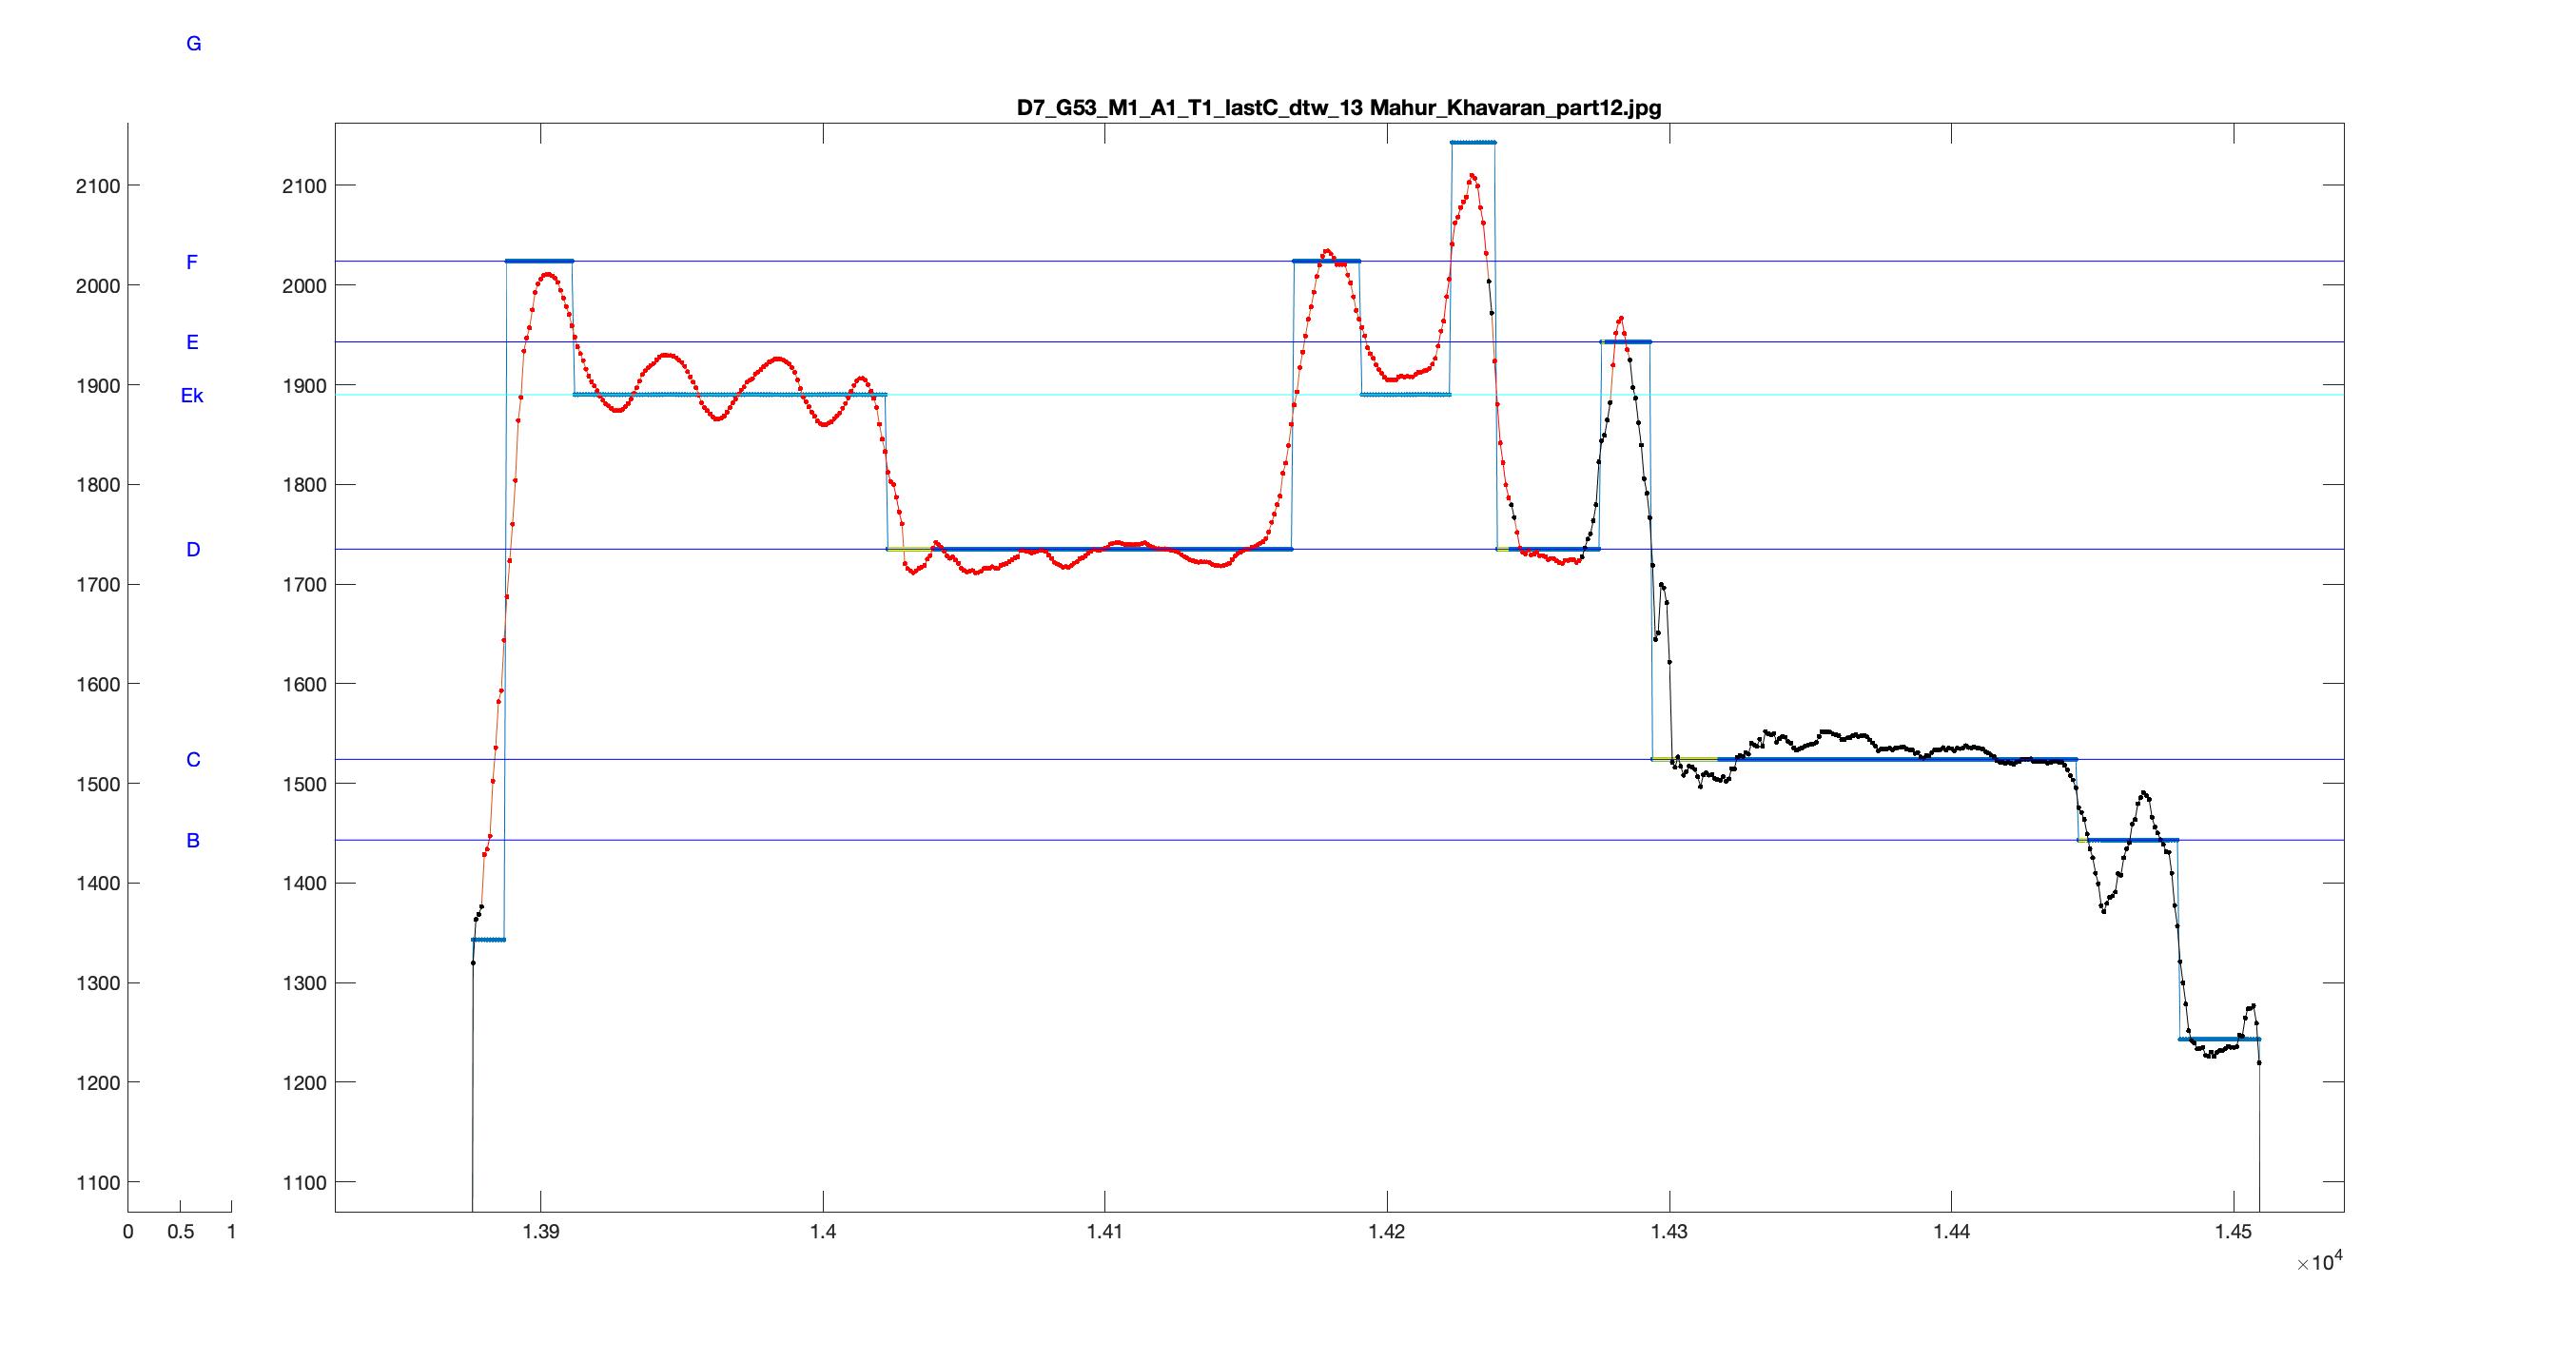 G
D7_G53_M1_A1_T1_lastC_dtw_13 Mahur_Khavaran_part12.jpg
2100 2100
F
2000 2000
E
1900 Ek 1900
1800 1800
D
1700 1700
1600 1600
C
1500 1500
B
1400 1400
1300 1300
1200 1200
1100 1100
0 0.5 1 1.39 1.4 1.41 1.42 1.43 1.44 1.45
×10⁴